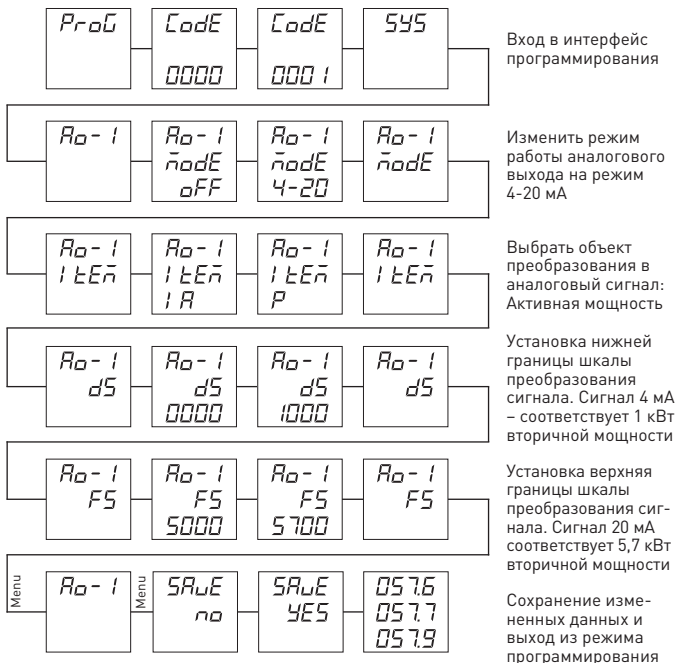 ProG
CodE
0000
CodE
0001
SYS
Вход в интерфейс
программирования
Ao-1
Ao-1
modE
oFF
Ao-1
modE
4-20
Ao-1
modE
Изменить режим
работы аналогового
выхода на режим
4-20 мА
Ao-1
ItEm
Ao-1
ItEm
IA
Ao-1
ItEm
P
Ao-1
ItEm
Выбрать объект
преобразования в
аналоговый сигнал:
Активная мощность
Ao-1
dS
Ao-1
dS
0000
Ao-1
dS
1000
Ao-1
dS
Установка нижней
границы шкалы
преобразования
сигнала. Сигнал 4 мА
– соответствует 1 кВт
вторичной мощности
Ao-1
FS
Ao-1
FS
5000
Ao-1
FS
5700
Ao-1
FS
Установка верхняя
границы шкалы
преобразования сиг-
нала. Сигнал 20 мА
соответствует 5,7 кВт
вторичной мощности
Menu
Ao-1
Menu
SAvE
no
SAvE
YES
057.6
057.7
057.9
Сохранение изме-
ненных данных и
выход из режима
программирования